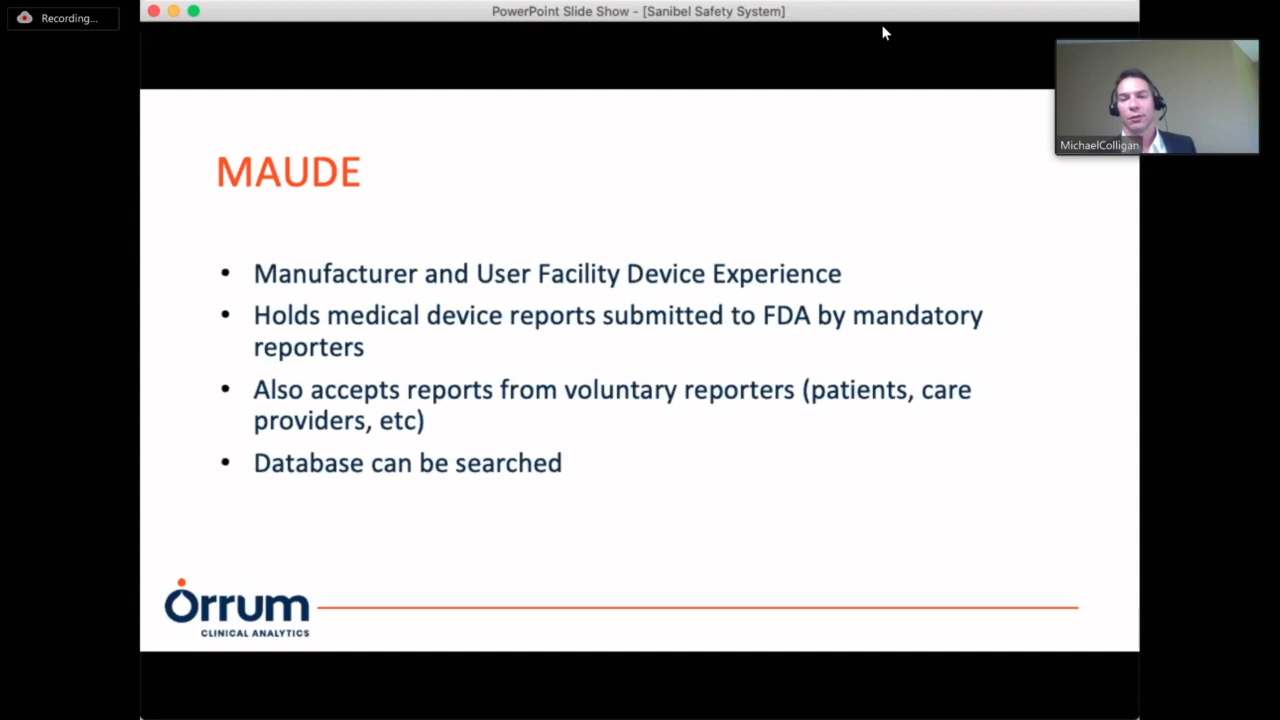 Recording...
PowerPoint Slide Show - [Sanibel Safety System]
MichaelColligan
MAUDE
• Manufacturer and User Facility Device Experience
• Holds medical device reports submitted to FDA by mandatory
reporters
• Also accepts reports from voluntary reporters (patients, care
providers, etc)
• Database can be searched
Orrum
CLINICAL ANALYTICS